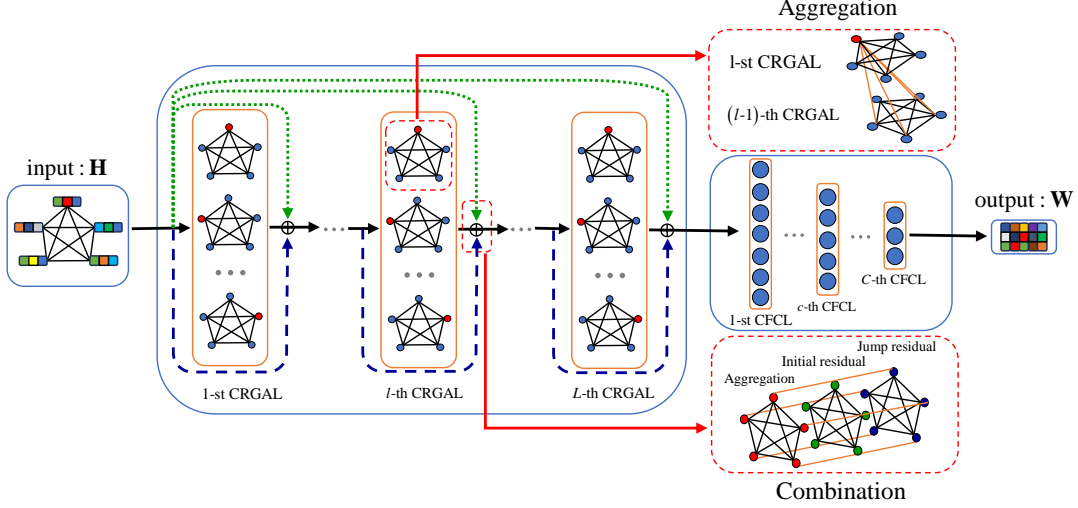 Aggregation
1-st CRGAL
(l-1)-th CRGAL
input : H
output : W
1-st CRGAL
l-th CRGAL
L-th CRGAL
1-st CFCL
c-th CFCL
C-th CFCL
Jump residual
Initial residual
Aggregation
Combination